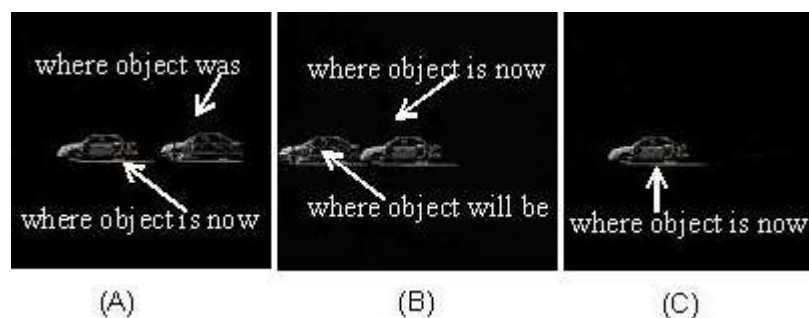 where object was
where object is now
(A)
where object is now
where object will be
(B)
where object is now
(C)